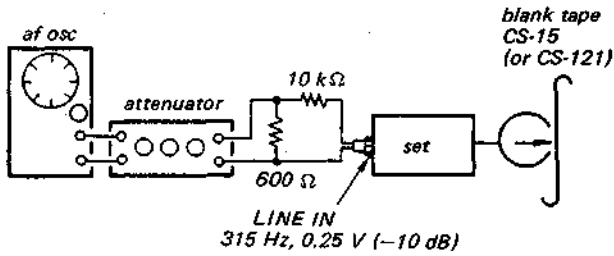 af osc
attenuator
10 kΩ
600 Ω
set
LINE IN
315 Hz, 0.25 V (−10 dB)
blank tape
CS-15
(or CS-121)